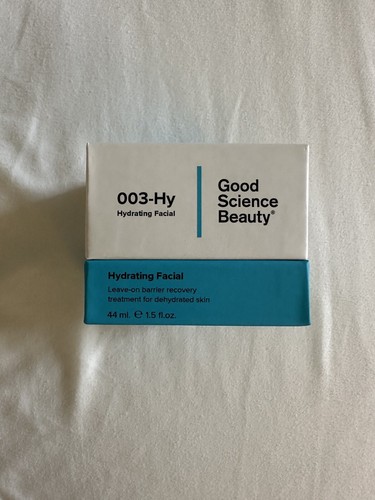 003-Hy
Hydrating Facial
Good
Science
Beauty®
Hydrating Facial
Leave-on barrier recovery
treatment for dehydrated skin
44 ml. ℮ 1.5 fl.oz.